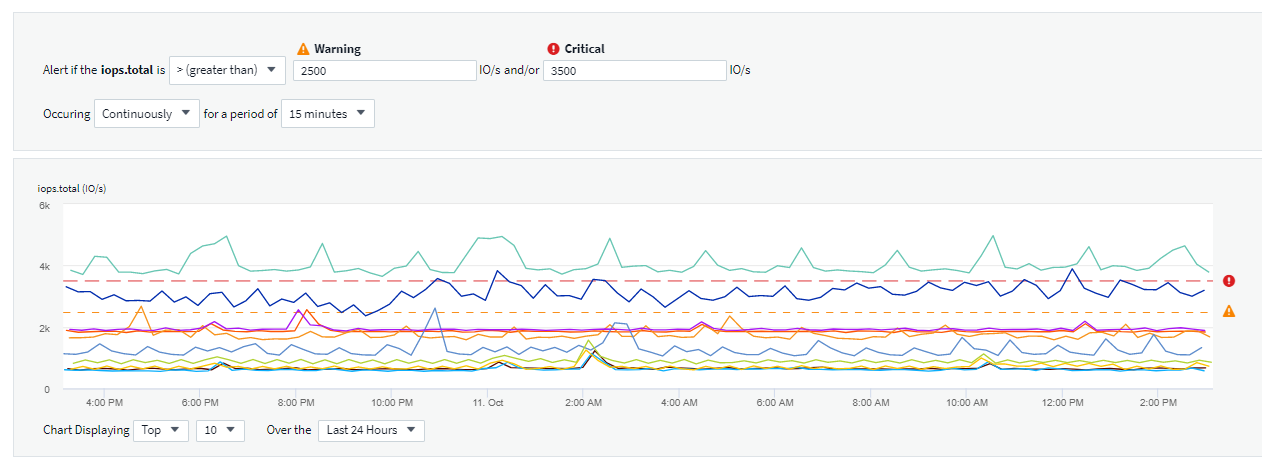 Warning Critical
Alert if the iops.total is > (greater than) 2500 IO/s and/or 3500 IO/s
Occuring Continuously for a period of 15 minutes
iops.total (IO/s)
6k
4k
2k
0
4:00 PM 6:00 PM 8:00 PM 10:00 PM 11. Oct 2:00 AM 4:00 AM 6:00 AM 8:00 AM 10:00 AM 12:00 PM 2:00 PM
Chart Displaying Top 10 Over the Last 24 Hours